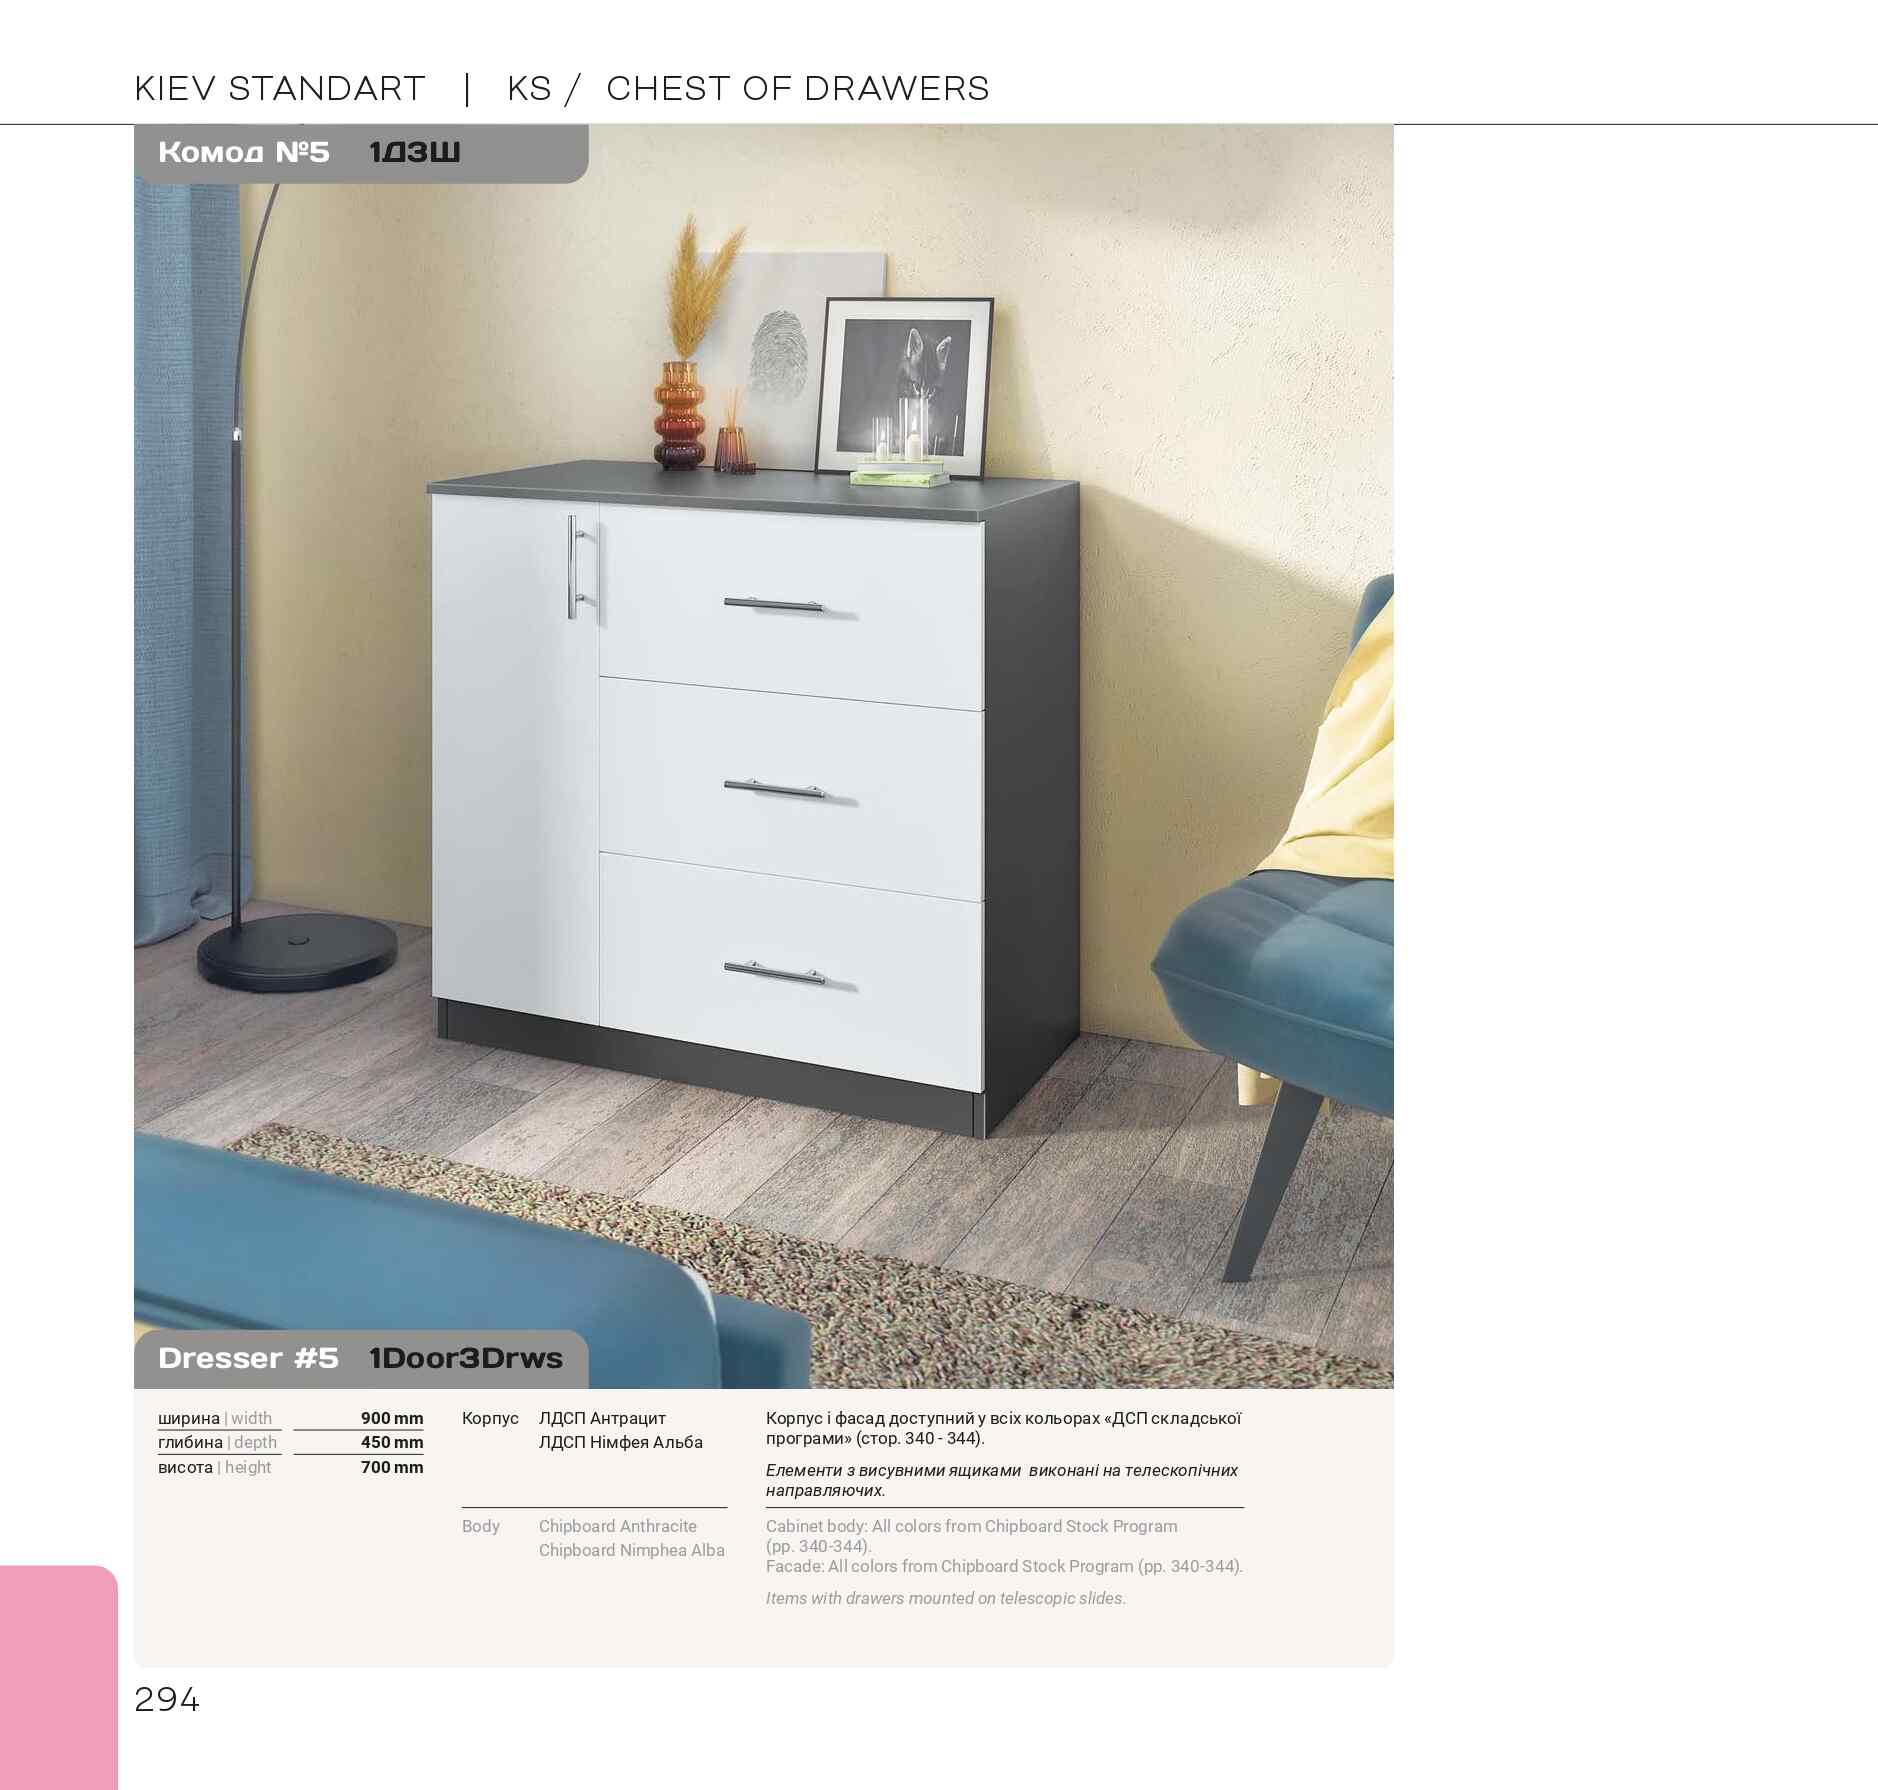 KIEV STANDART | KS / CHEST OF DRAWERS
Комод №5 1Д3Ш
Dresser #5 1Door3Drws
ширина | width 900 mm
глибина | depth 450 mm
висота | height 700 mm
Корпус ЛДСП Антрацит
ЛДСП Німфея Альба
Body Chipboard Anthracite
Chipboard Nimphea Alba
Корпус і фасад доступний у всіх кольорах «ДСП складської
програми» (стор. 340 - 344).
Елементи з висувними ящиками виконані на телескопічних
направляючих.
Cabinet body: All colors from Chipboard Stock Program
(pp. 340-344).
Facade: All colors from Chipboard Stock Program (pp. 340-344).
Items with drawers mounted on telescopic slides.
294